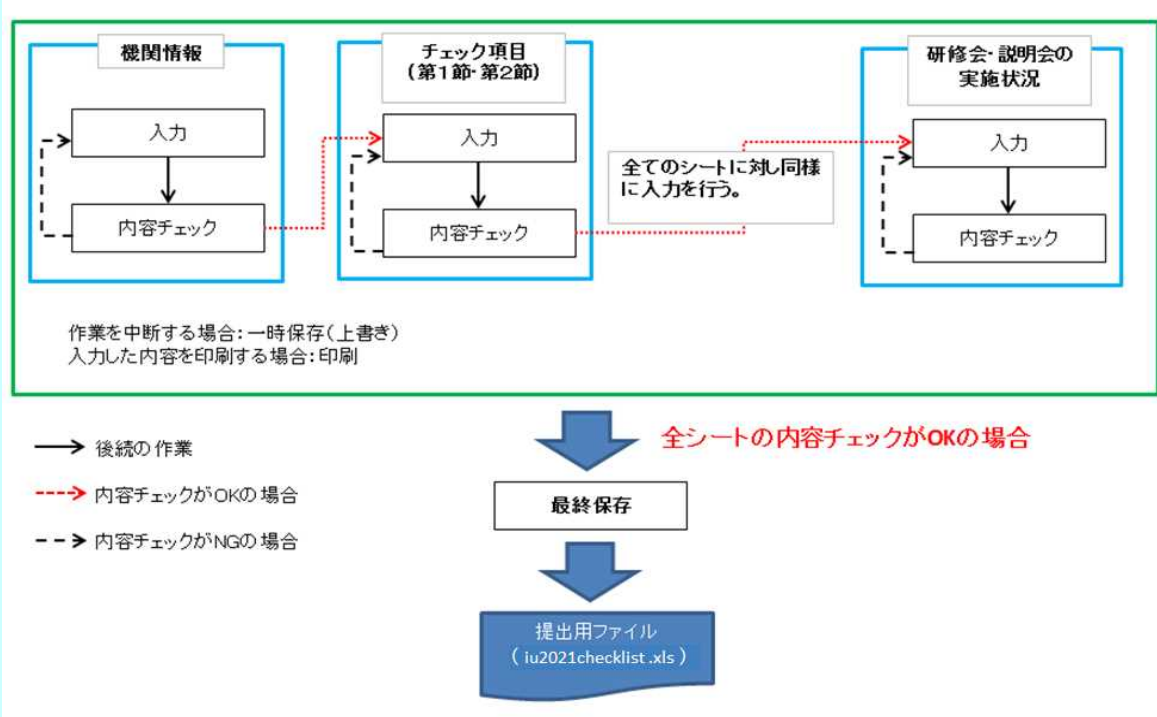 機関情報
入力
内容チェック
チェック項目
(第1節・第2節)
入力
内容チェック
全てのシートに対し同様
に入力を行う。
研修会・説明会の
実施状況
入力
内容チェック
作業を中断する場合:一時保存(上書き)
入力した内容を印刷する場合:印刷
全シートの内容チェックがOKの場合
後続の作業
内容チェックがOKの場合
内容チェックがNGの場合
最終保存
提出用ファイル
( iu2021checklist.xls )